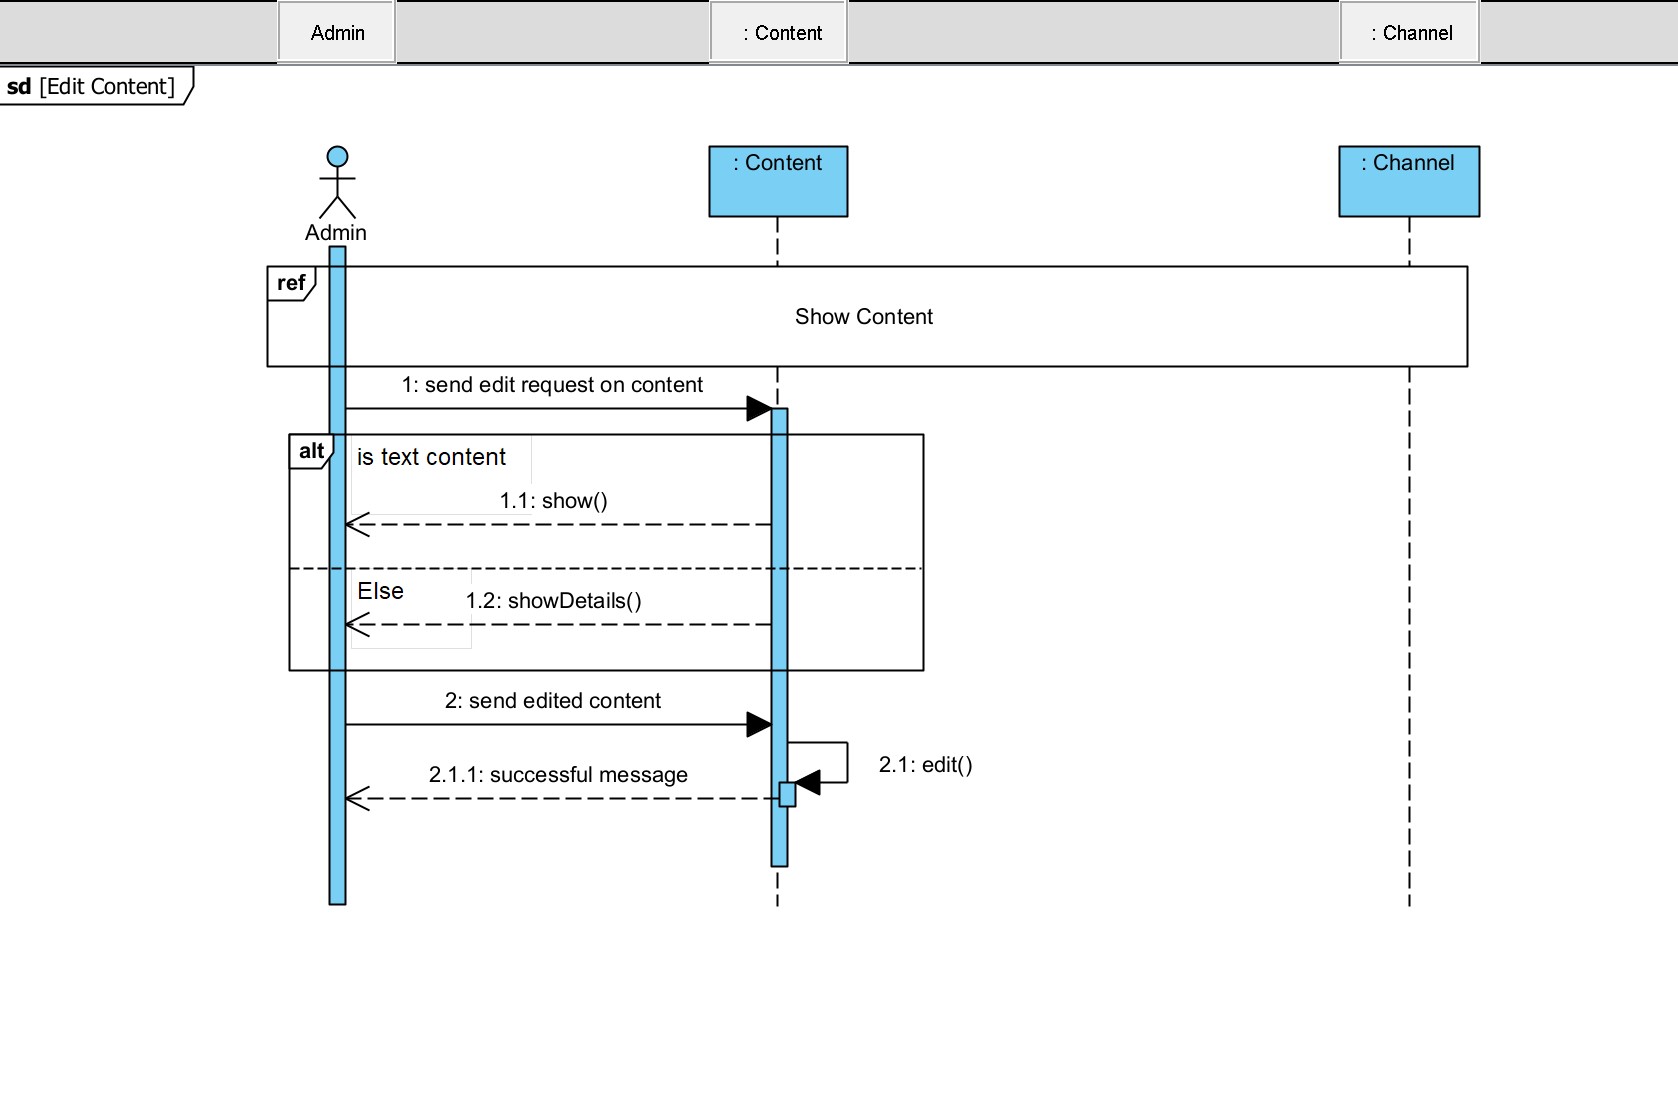 Admin
: Content
: Channel
sd [Edit Content]
: Content
: Channel
Admin
ref
Show Content
1: send edit request on content
alt
is text content
1.1: show()
Else
1.2: showDetails()
2: send edited content
2.1: edit()
2.1.1: successful message